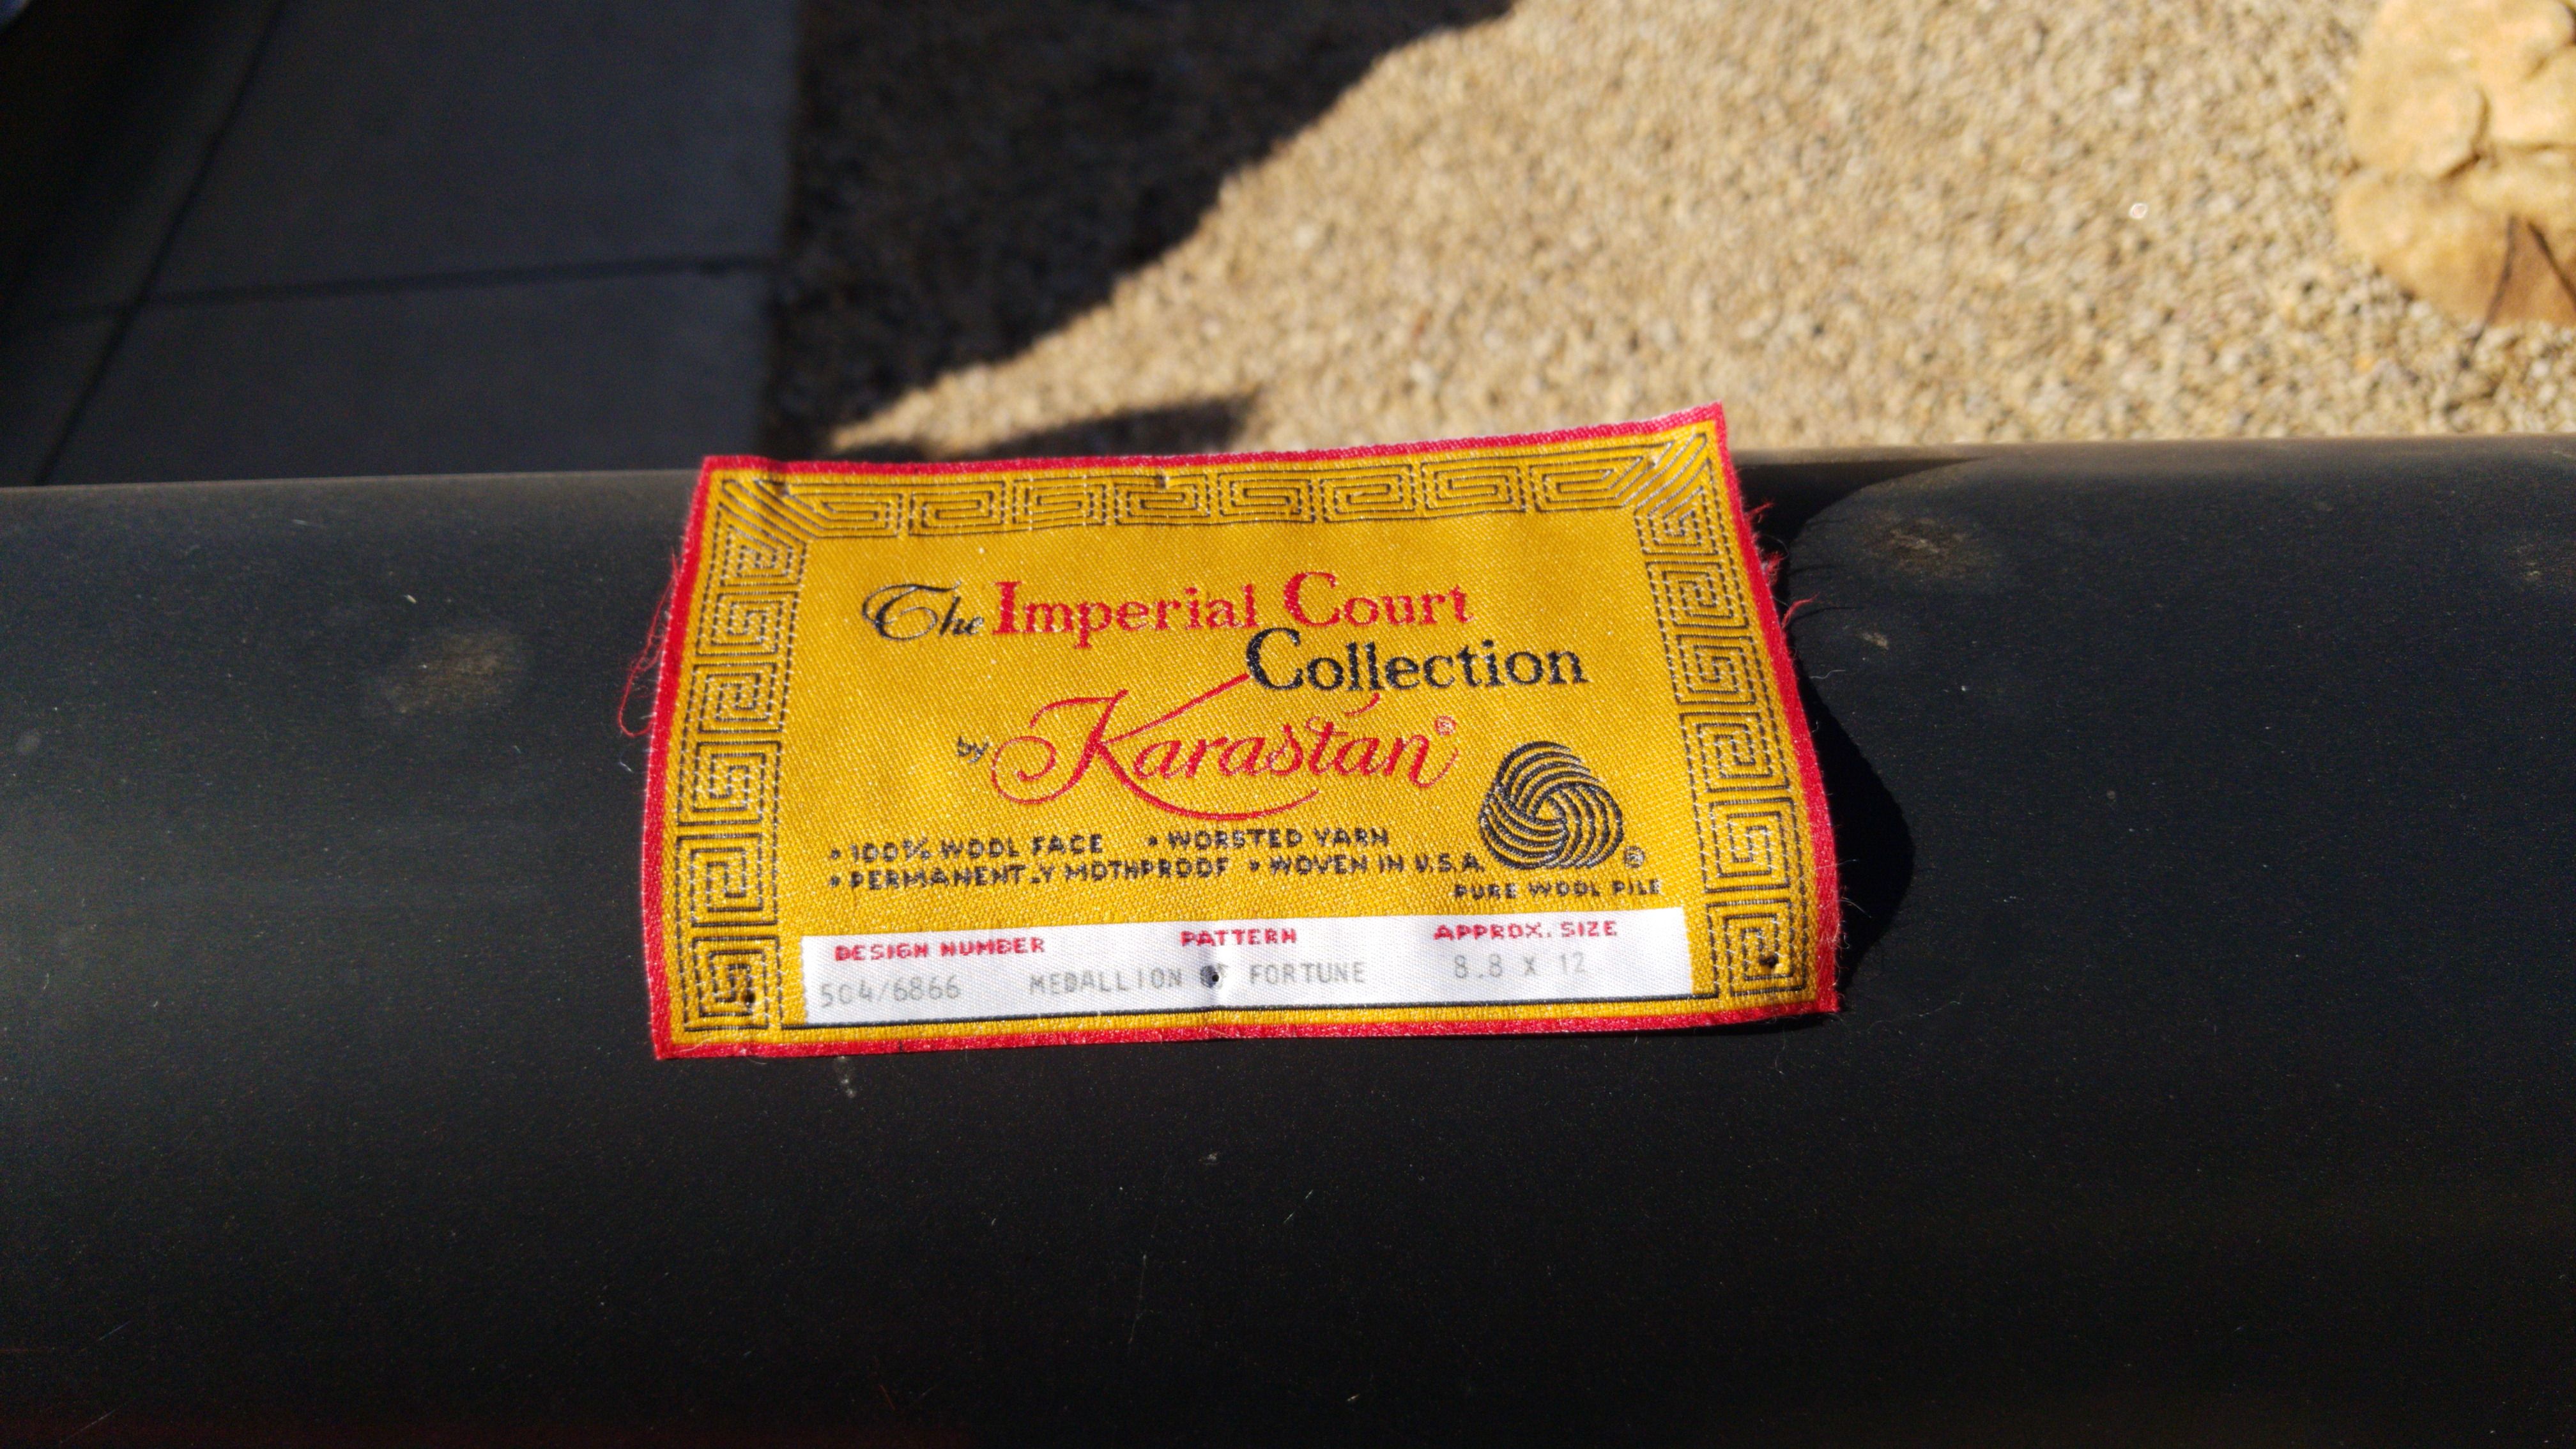 The Imperial Court
Collection
by Karastan®
• 100% WOOL FACE • WORSTED YARN
• PERMANENTLY MOTHPROOF • WOVEN IN U.S.A.
®
PURE WOOL PILE
DESIGN NUMBER PATTERN APPROX. SIZE
504/6866 MEDALLION OF FORTUNE 8.8 X 12